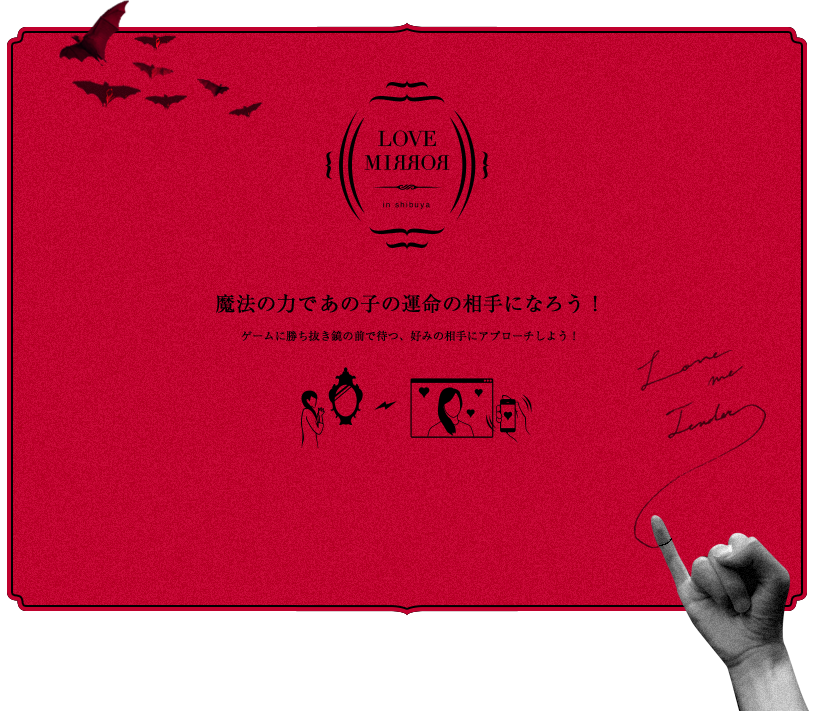 LOVE
MIRROR
in shibuya
魔法の力であの子の運命の相手になろう！
ゲームに勝ち抜き鏡の前で待つ、好みの相手にアプローチしよう！
Love
me
Tender